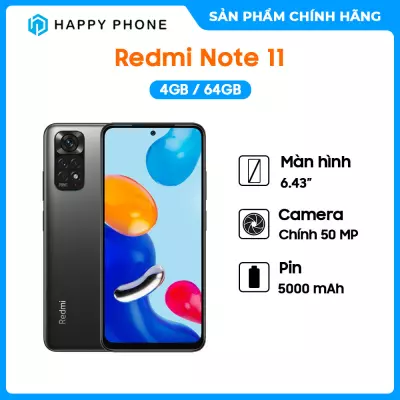 HAPPY PHONE
SẢN PHẨM CHÍNH HÃNG
Redmi Note 11
4GB / 64GB
Màn hình
6.43”
Camera
Chính 50 MP
Pin
5000 mAh
Redmi